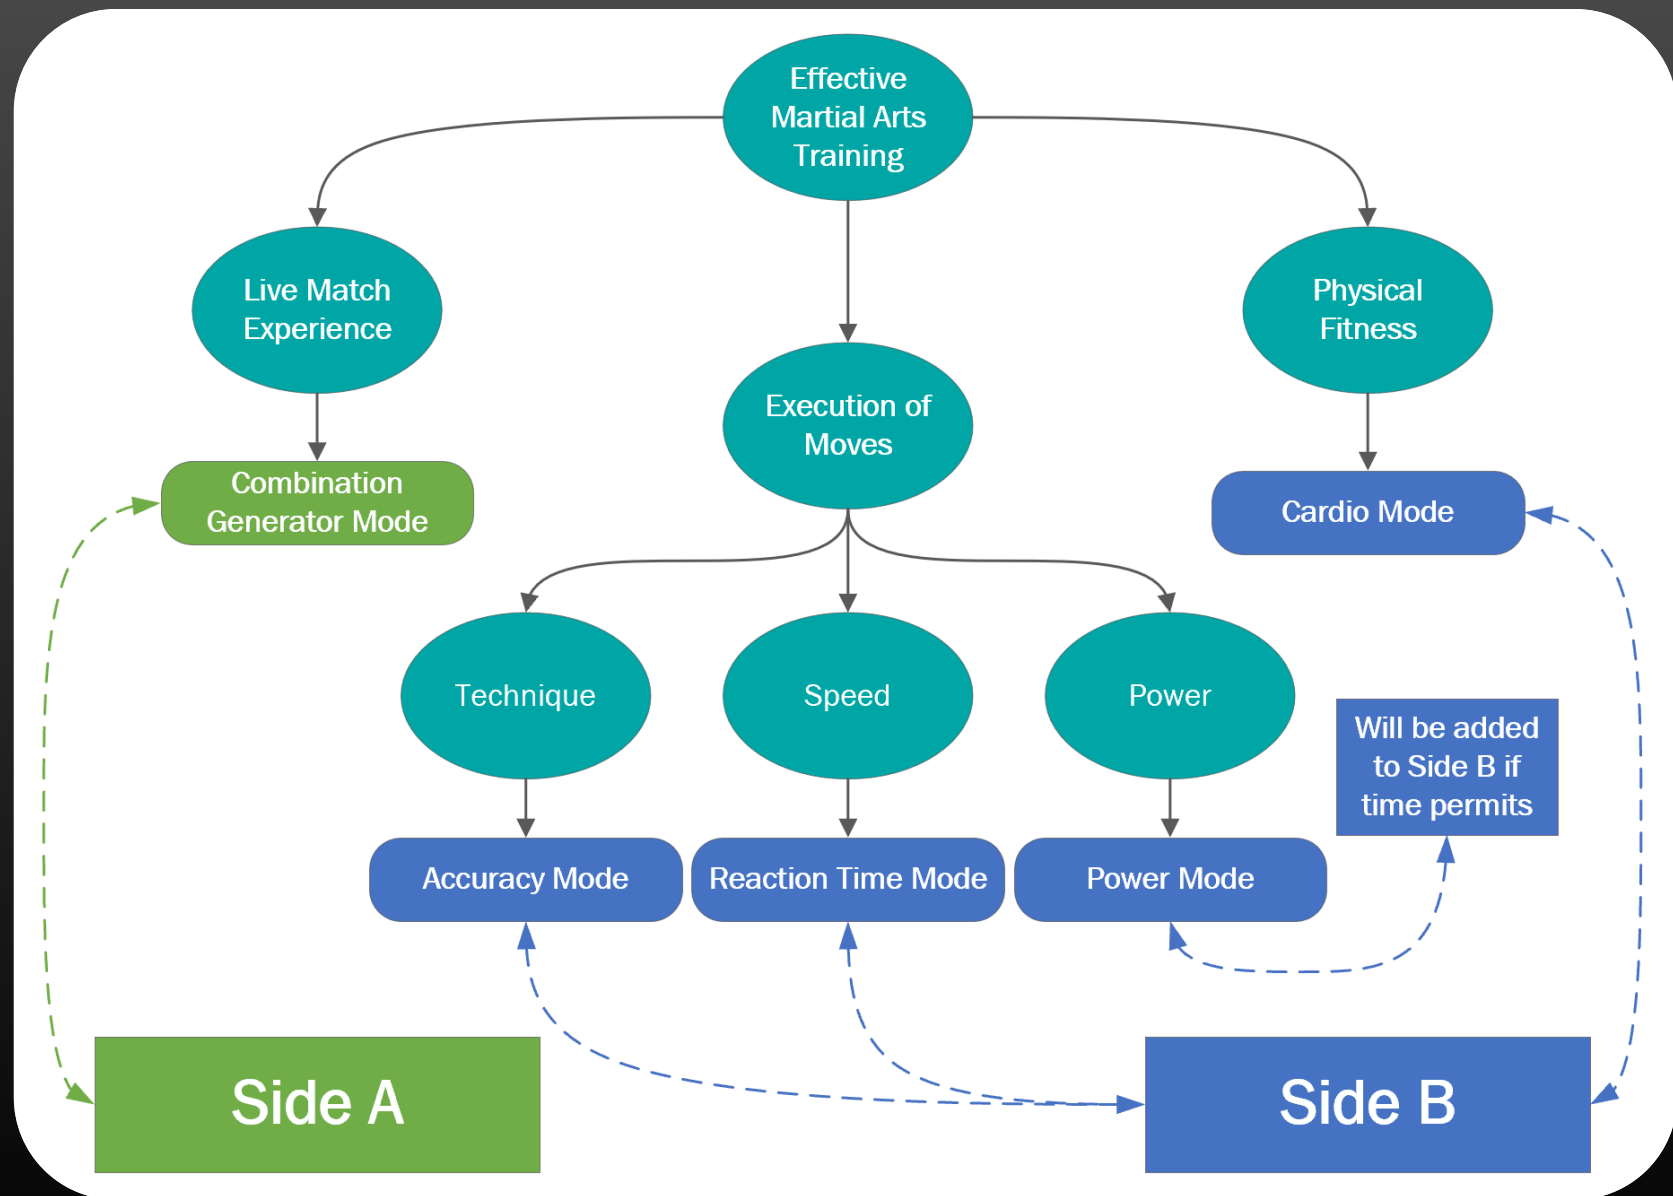 Effective
Martial Arts
Training
Live Match
Experience
Physical
Fitness
Execution of
Moves
Combination
Generator Mode
Cardio Mode
Technique
Speed
Power
Will be added
to Side B if
time permits
Accuracy Mode
Reaction Time Mode
Power Mode
Side A
Side B